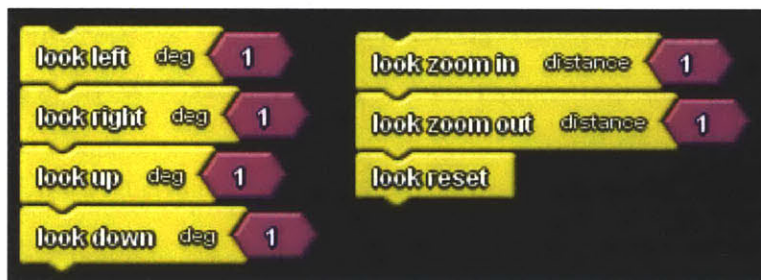 look left deg 1
look right deg 1
look up deg 1
look down deg 1
look zoom in distance 1
look zoom out distance 1
look reset